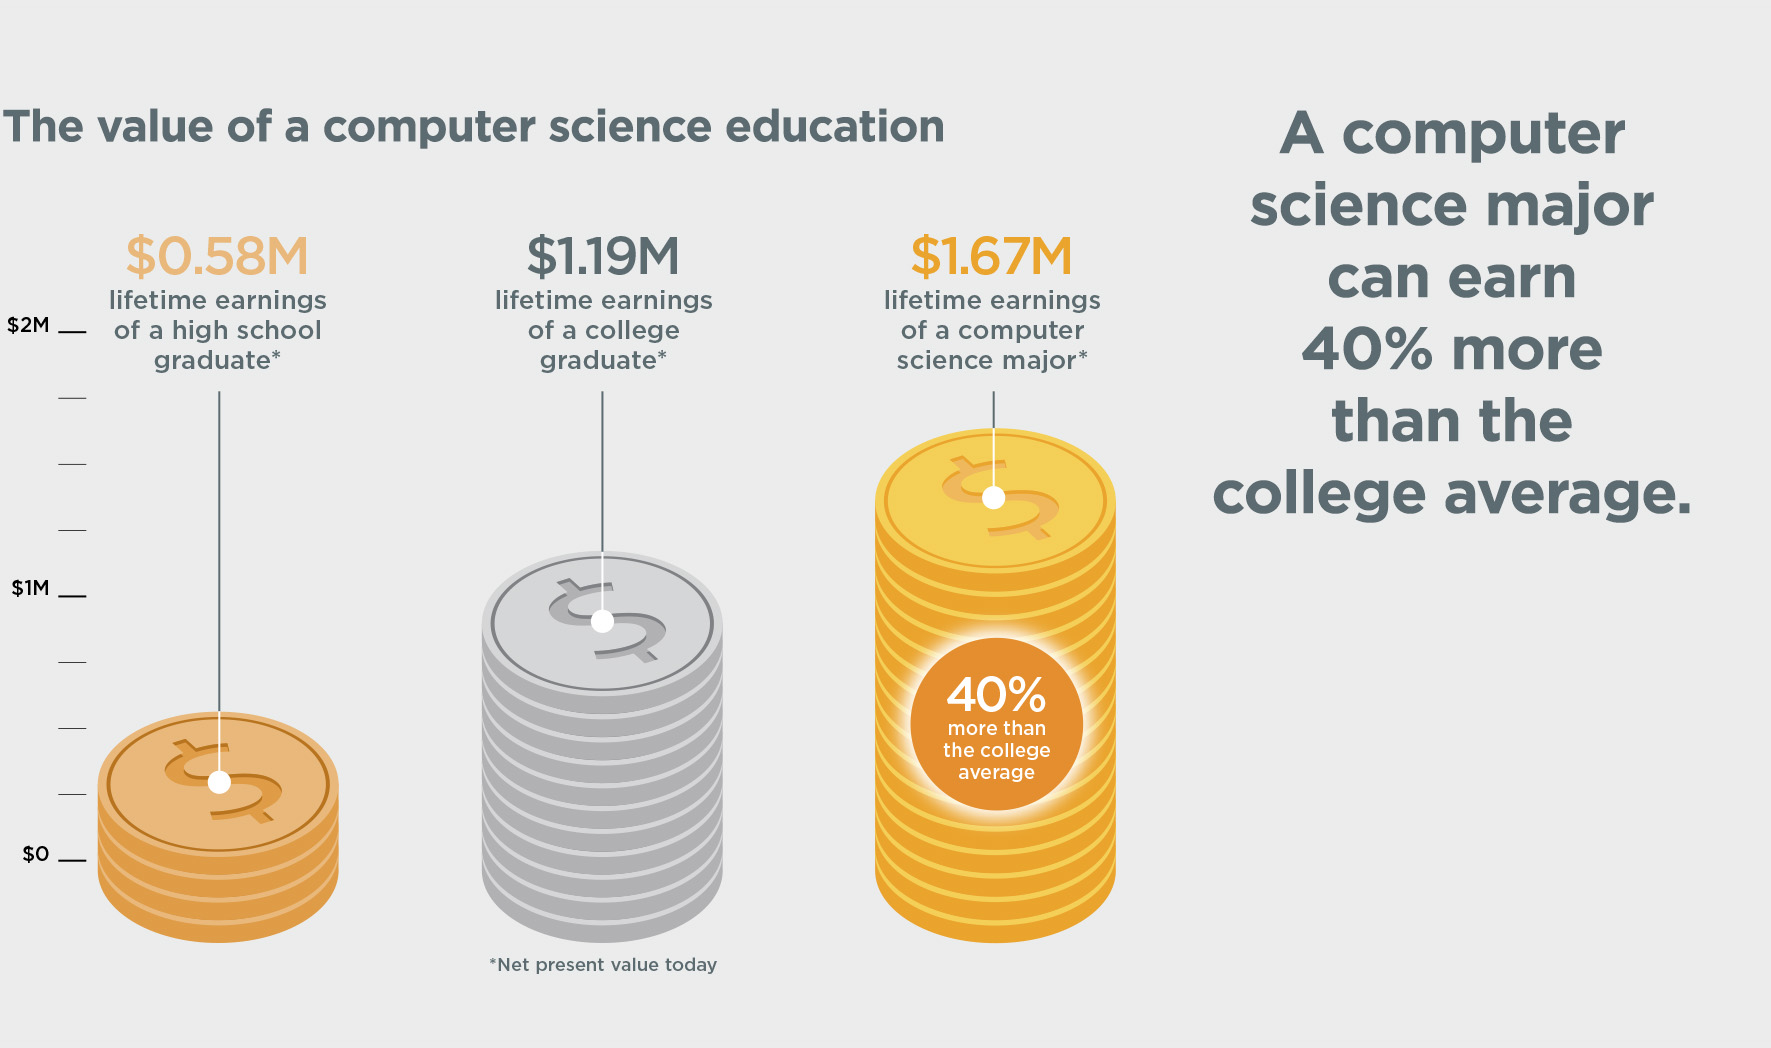 The value of a computer science education
A computer
science major
can earn
40% more
than the
college average.
$0.58M
lifetime earnings
of a high school
graduate*
$1.19M
lifetime earnings
of a college
graduate*
$1.67M
lifetime earnings
of a computer
science major*
$2M
$1M
$0
40%
more than
the college
average
*Net present value today